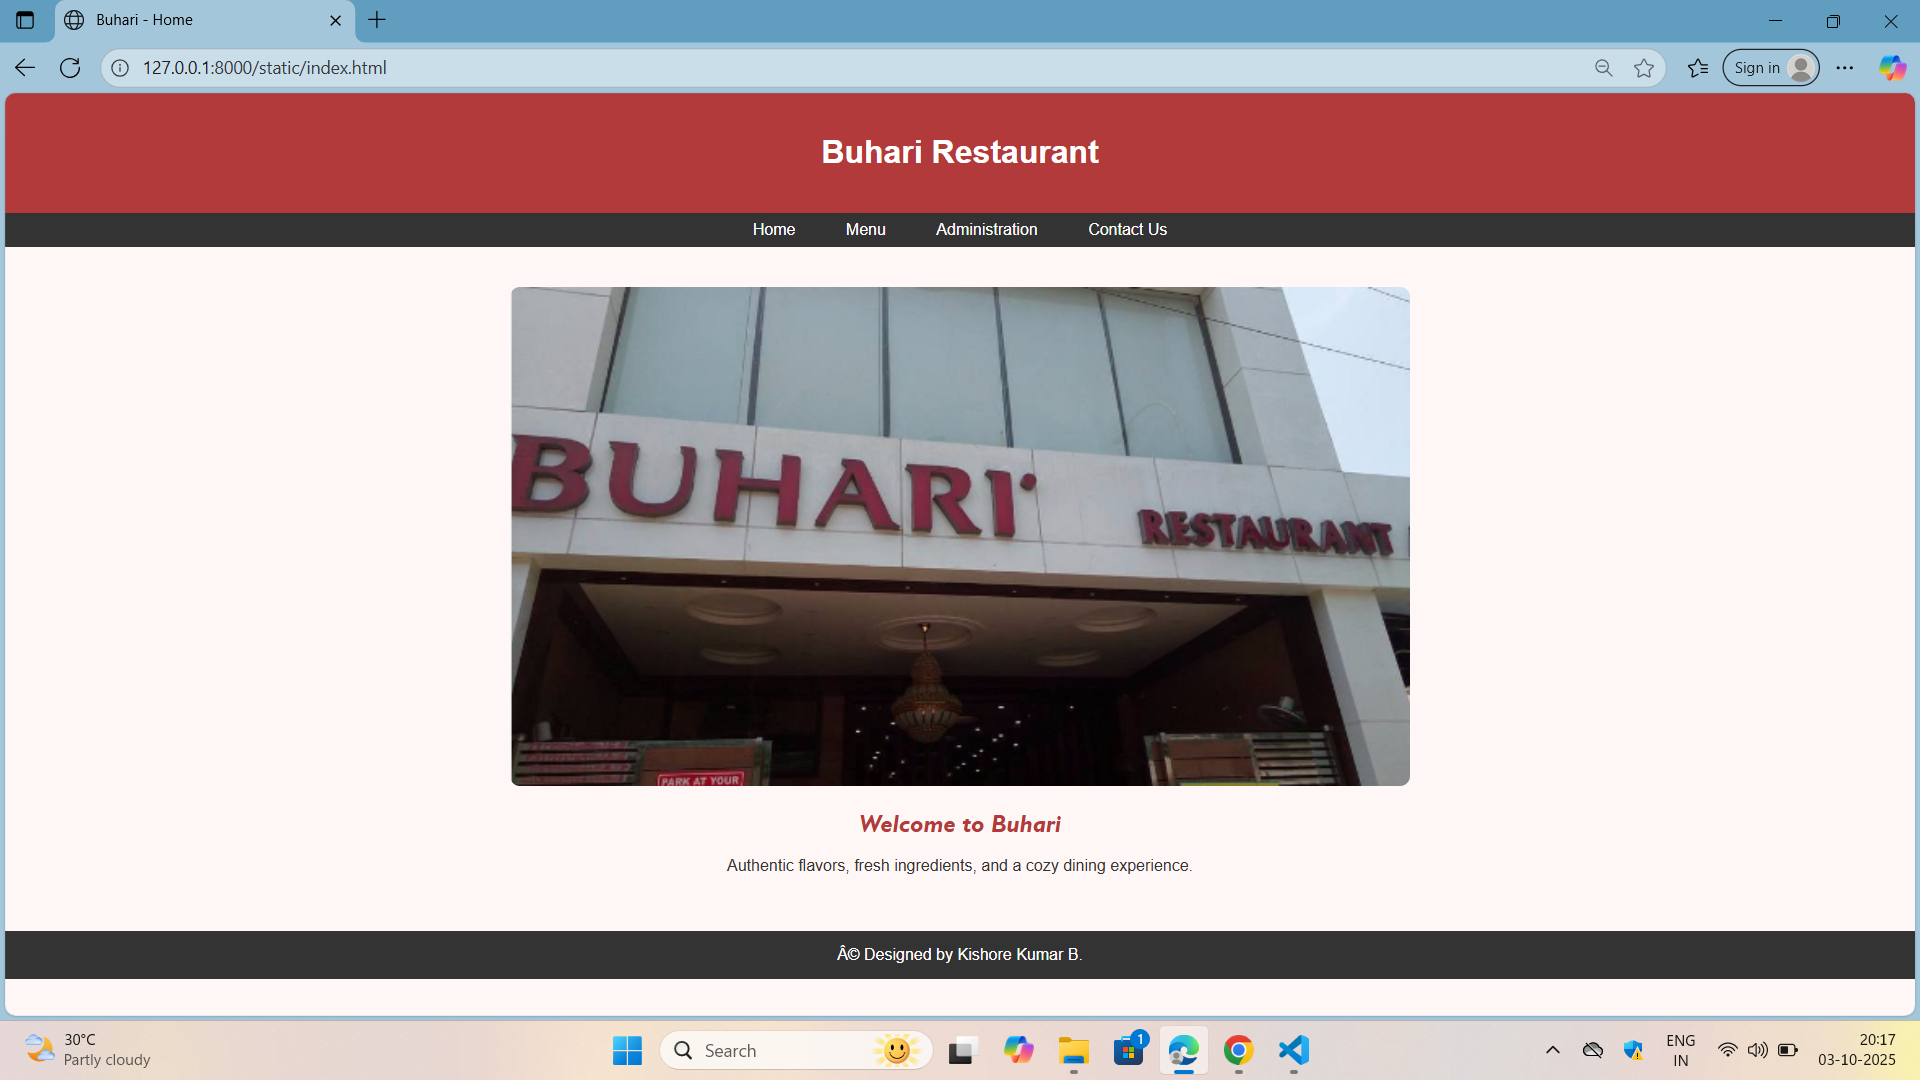 Buhari - Home
127.0.0.1:8000/static/index.html
Sign in
Buhari Restaurant
Home
Menu
Administration
Contact Us
BUHARI
RESTAURANT
PARK AT YOUR
Welcome to Buhari
Authentic flavors, fresh ingredients, and a cozy dining experience.
Â© Designed by Kishore Kumar B.
30°C
Partly cloudy
Search
1
ENG
IN
20:17
03-10-2025